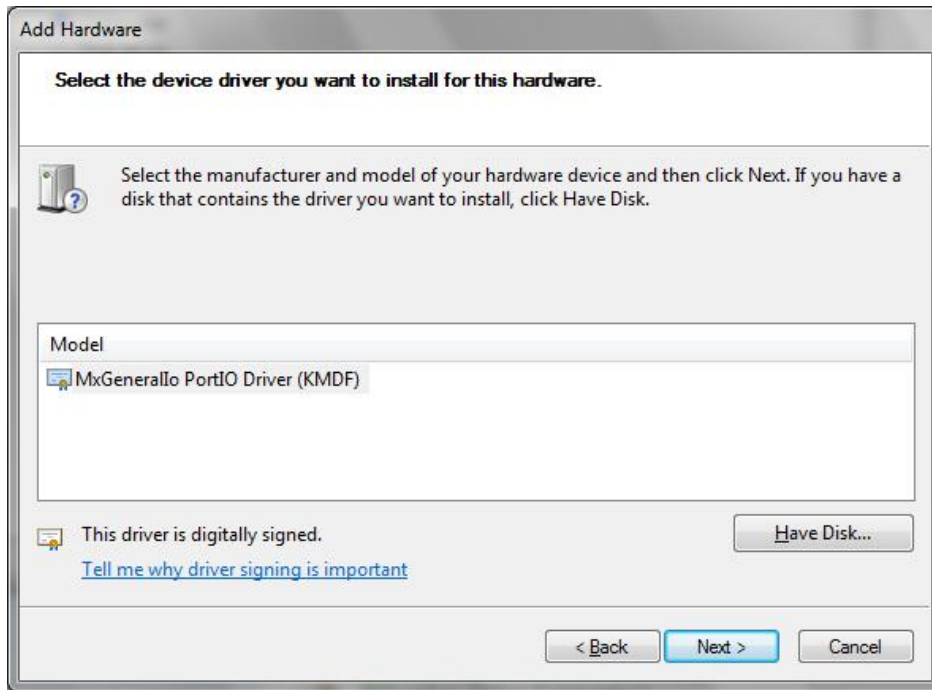 Add Hardware
Select the device driver you want to install for this hardware.
Select the manufacturer and model of your hardware device and then click Next. If you have a
disk that contains the driver you want to install, click Have Disk.
Model
MxGeneralIo PortIO Driver (KMDF)
This driver is digitally signed.
Have Disk...
Tell me why driver signing is important
< Back
Next >
Cancel